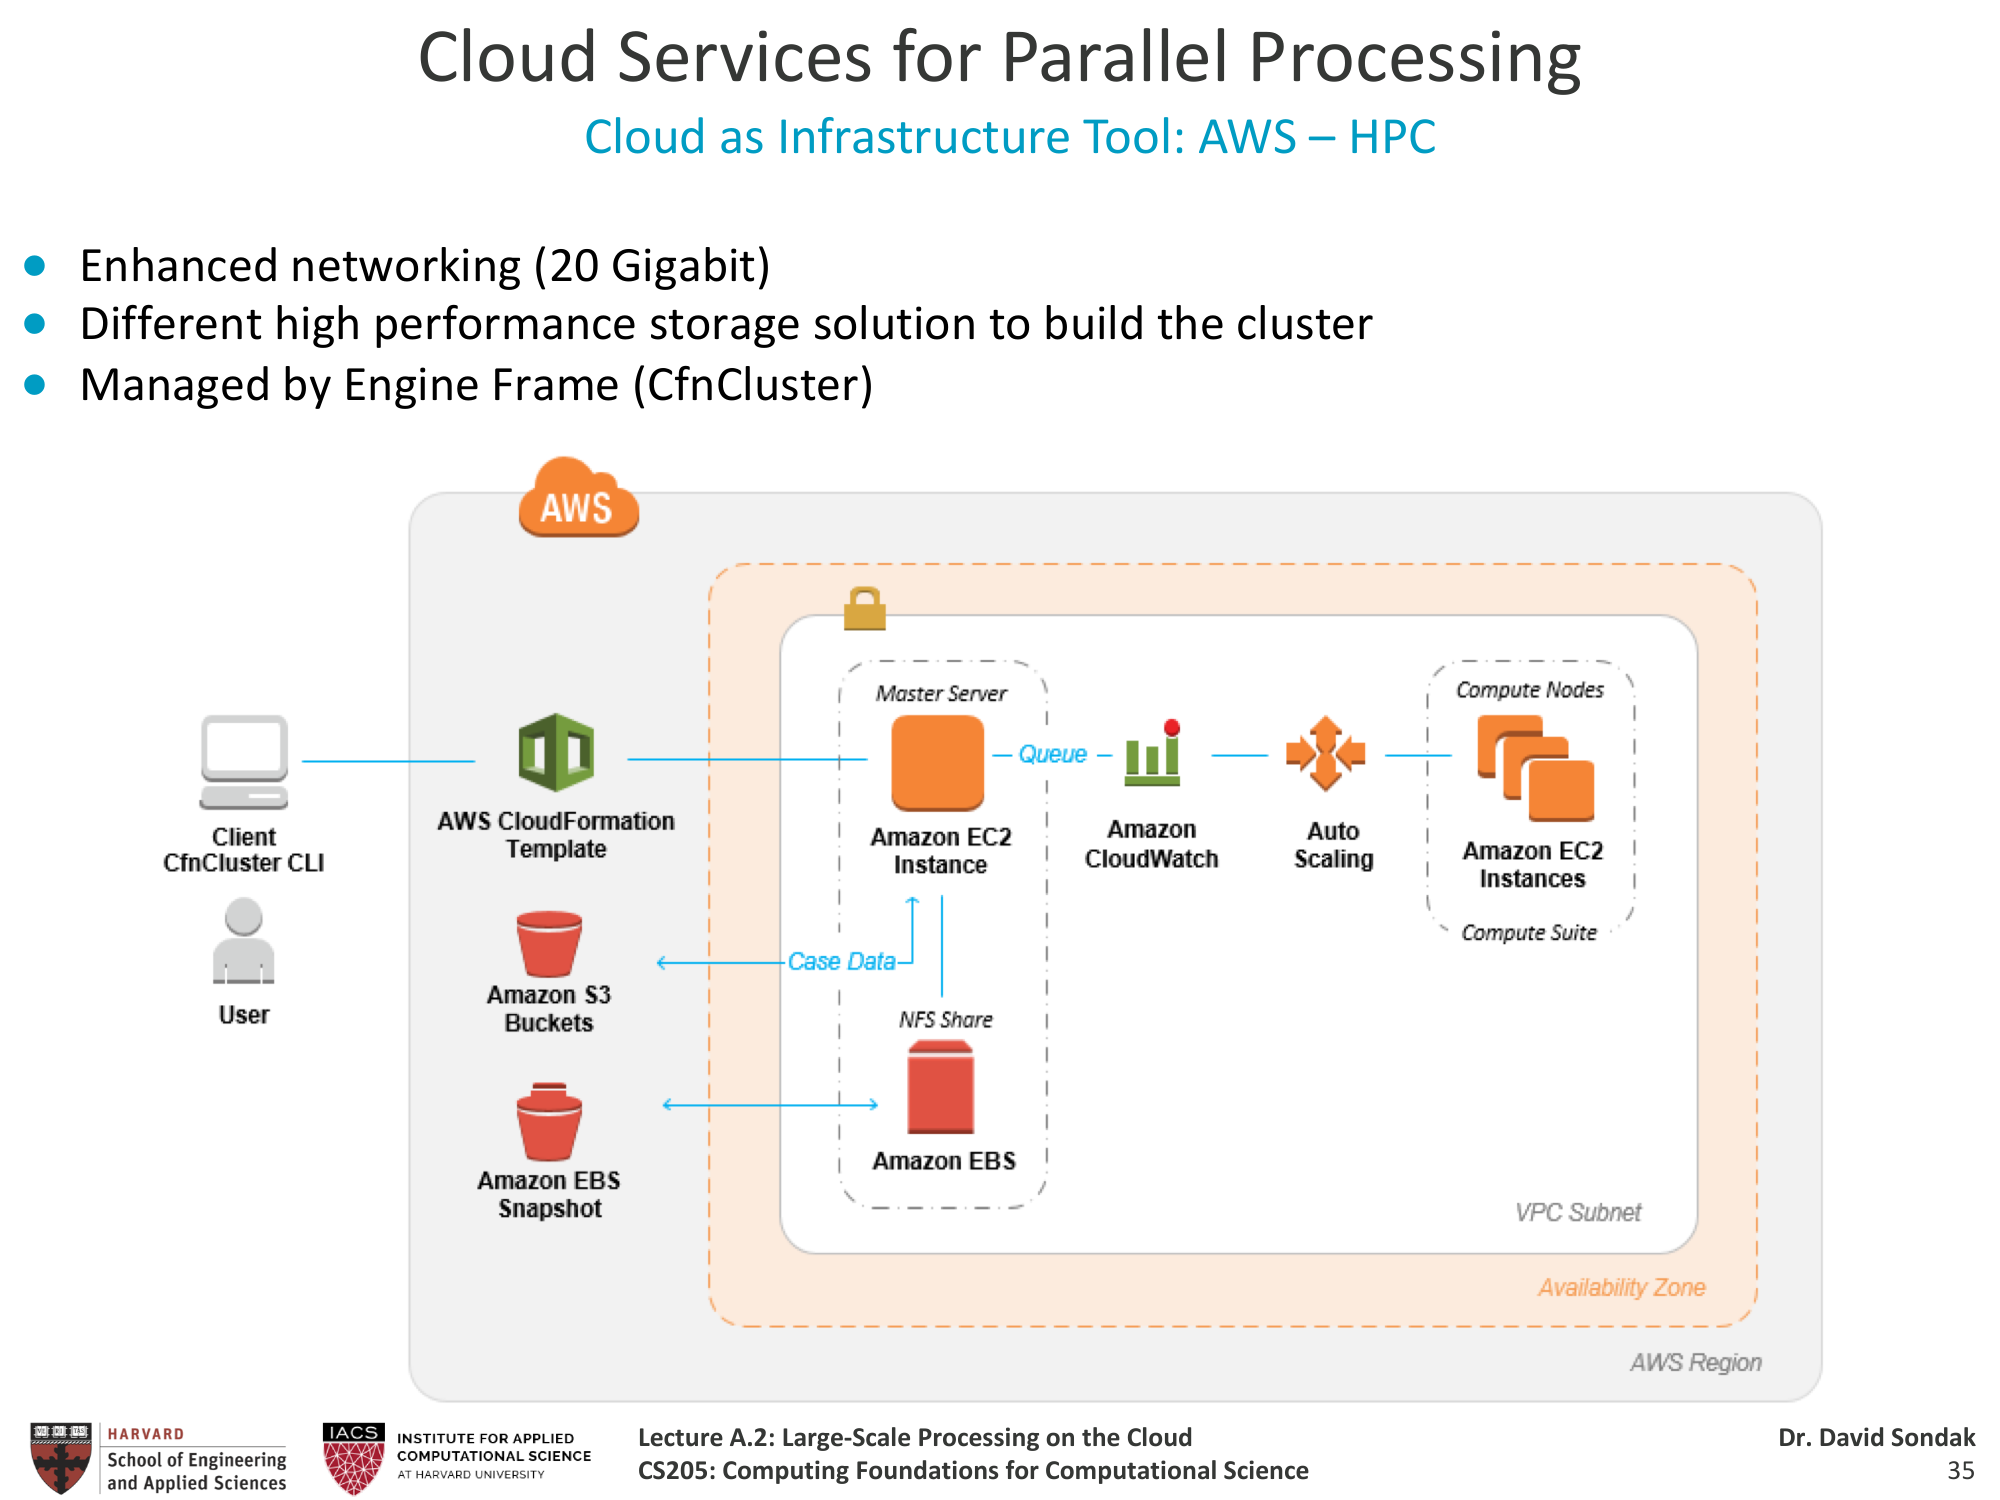 Cloud Services for Parallel Processing
Cloud as Infrastructure Tool: AWS – HPC
● Enhanced networking (20 Gigabit)
● Different high performance storage solution to build the cluster
● Managed by Engine Frame (CfnCluster)
AWS
Client
CfnCluster CLI
User
AWS CloudFormation
Template
Amazon S3
Buckets
Amazon EBS
Snapshot
Master Server
Amazon EC2
Instance
Queue
Case Data
NFS Share
Amazon EBS
Amazon
CloudWatch
Auto
Scaling
Compute Nodes
Amazon EC2
Instances
Compute Suite
VPC Subnet
Availability Zone
AWS Region
HARVARD
School of Engineering
and Applied Sciences
IACS
INSTITUTE FOR APPLIED
COMPUTATIONAL SCIENCE
AT HARVARD UNIVERSITY
Lecture A.2: Large-Scale Processing on the Cloud
CS205: Computing Foundations for Computational Science
Dr. David Sondak
35